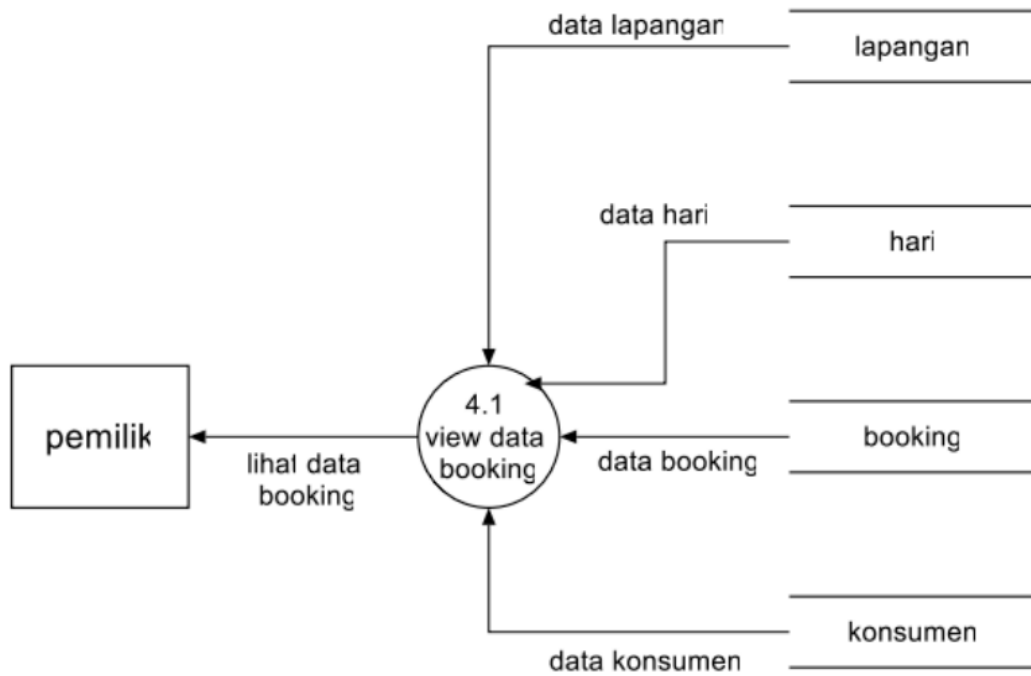 data lapangan
lapangan
data hari
hari
pemilik
4.1
view data
booking
booking
lihat data
booking
data booking
konsumen
data konsumen